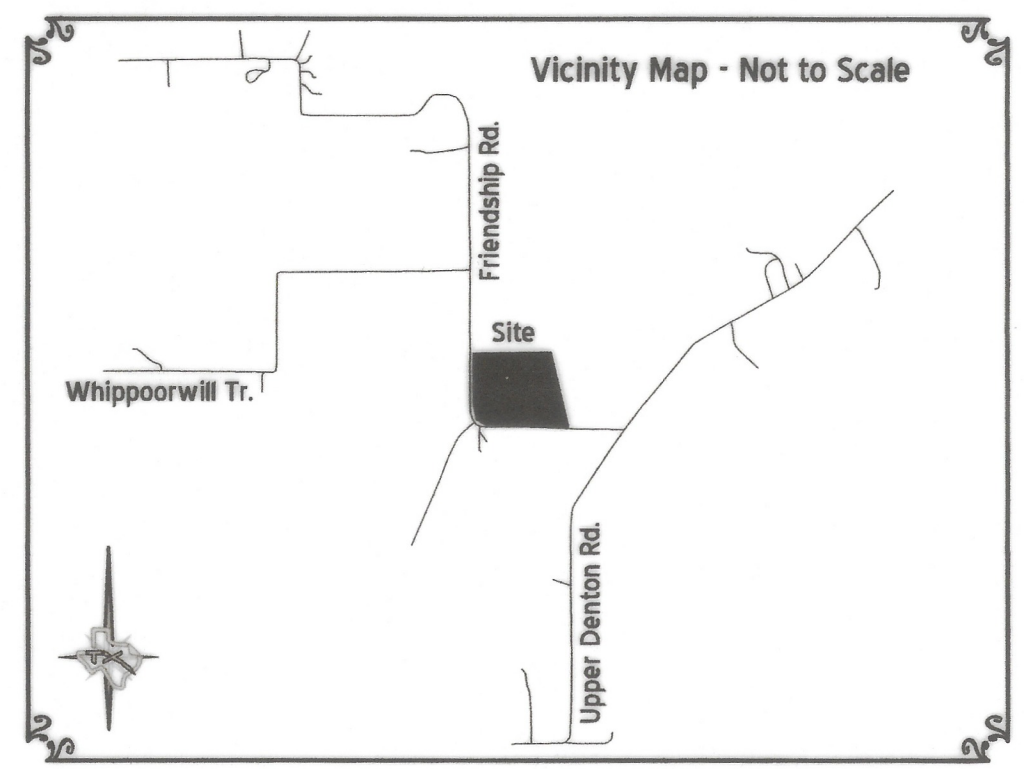 Vicinity Map - Not to Scale
Friendship Rd.
Site
Whippoorwill Tr.
Upper Denton Rd.
TX